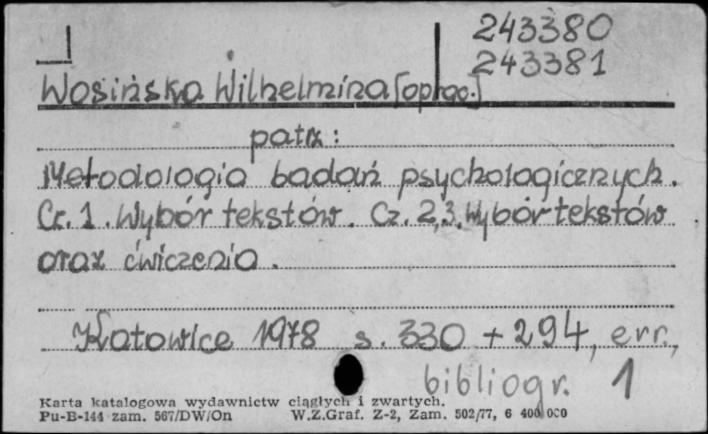 243380
243381
Wosińska Wilhelmina [oprac.]
patrz:
Metodologia badań psychologicznych.
Cz. 1. Wybór tekstów. Cz. 2,3. Wybór tekstów
oraz ćwiczenia.
Katowice 1978 s. 330 + 294, err.,
bibliogr. 1
Karta katalogowa wydawnictw ciągłych i zwartych.
Pu-B-144 zam. 567/DW/On W.Z.Graf. Z-2, Zam. 502/77, 6 400 000